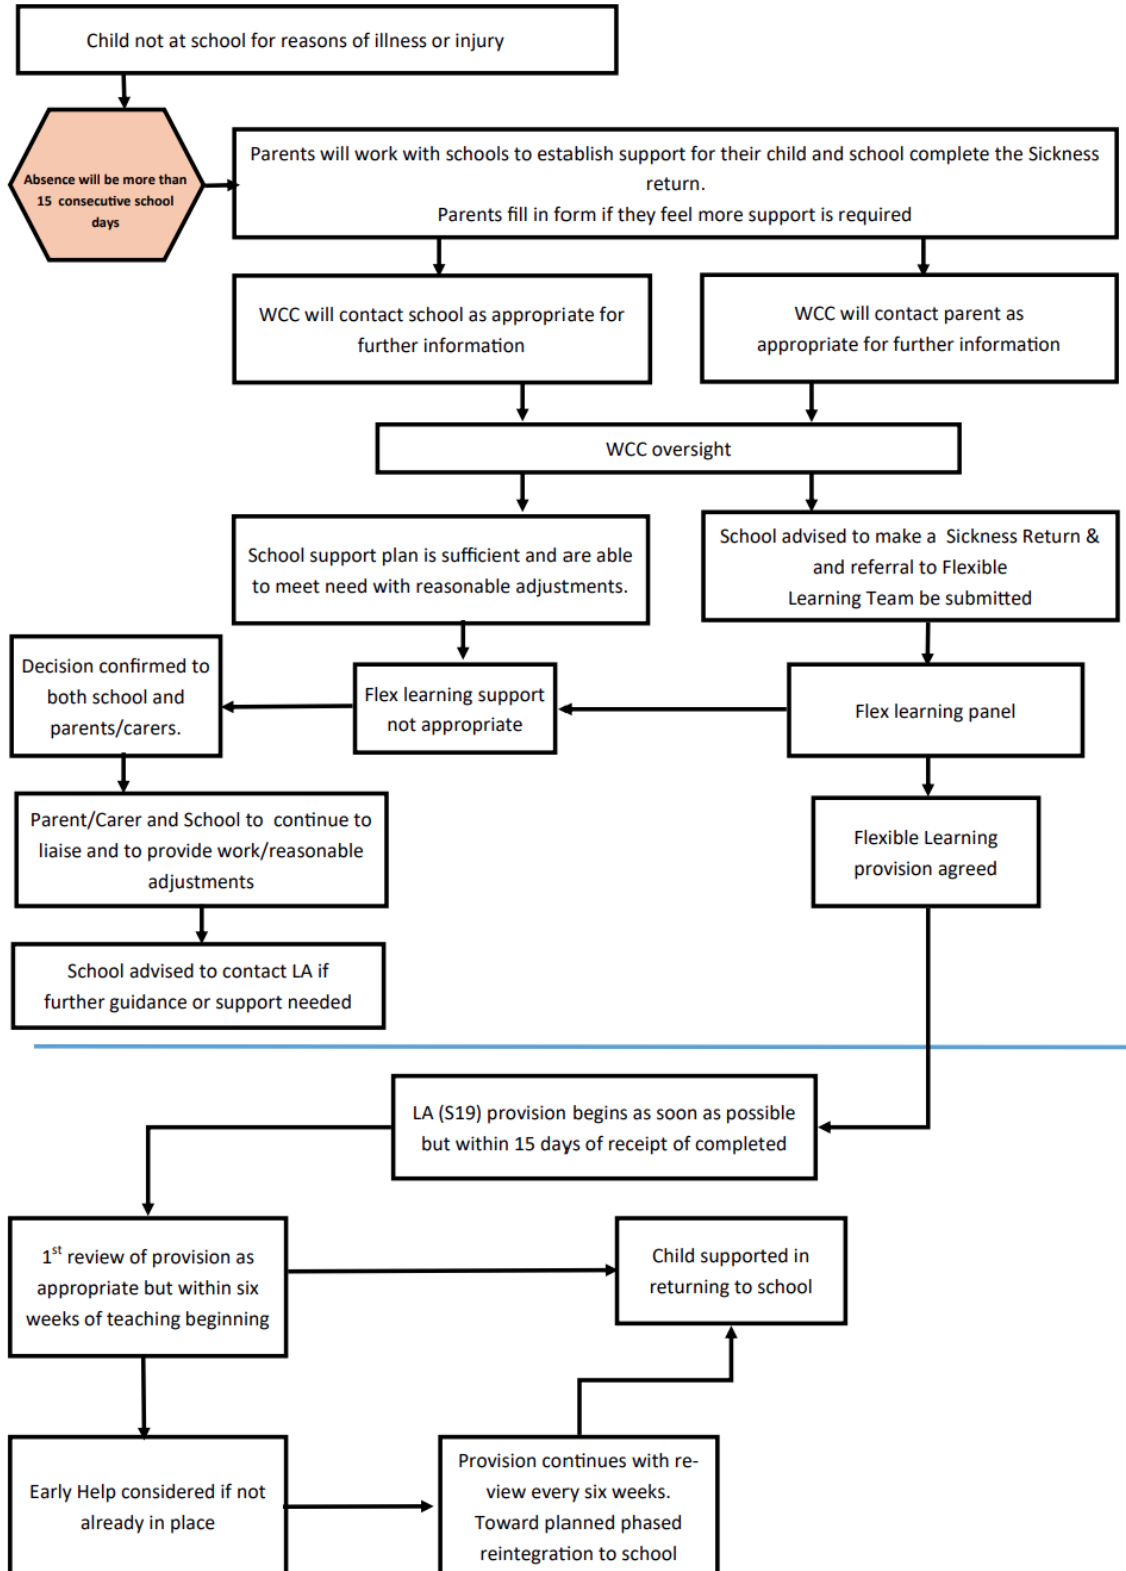 Child not at school for reasons of illness or injury
Absence will be more than
15 consecutive school
days
Parents will work with schools to establish support for their child and school complete the Sickness
return.
Parents fill in form if they feel more support is required
WCC will contact school as appropriate for
further information
WCC will contact parent as
appropriate for further information
WCC oversight
School support plan is sufficient and are able
to meet need with reasonable adjustments.
School advised to make a Sickness Return &
and referral to Flexible
Learning Team be submitted
Decision confirmed to
both school and
parents/carers.
Flex learning support
not appropriate
Flex learning panel
Parent/Carer and School to continue to
liaise and to provide work/reasonable
adjustments
Flexible Learning
provision agreed
School advised to contact LA if
further guidance or support needed
LA (S19) provision begins as soon as possible
but within 15 days of receipt of completed
1st review of provision as
appropriate but within six
weeks of teaching beginning
Child supported in
returning to school
Early Help considered if not
already in place
Provision continues with re-
view every six weeks.
Toward planned phased
reintegration to school